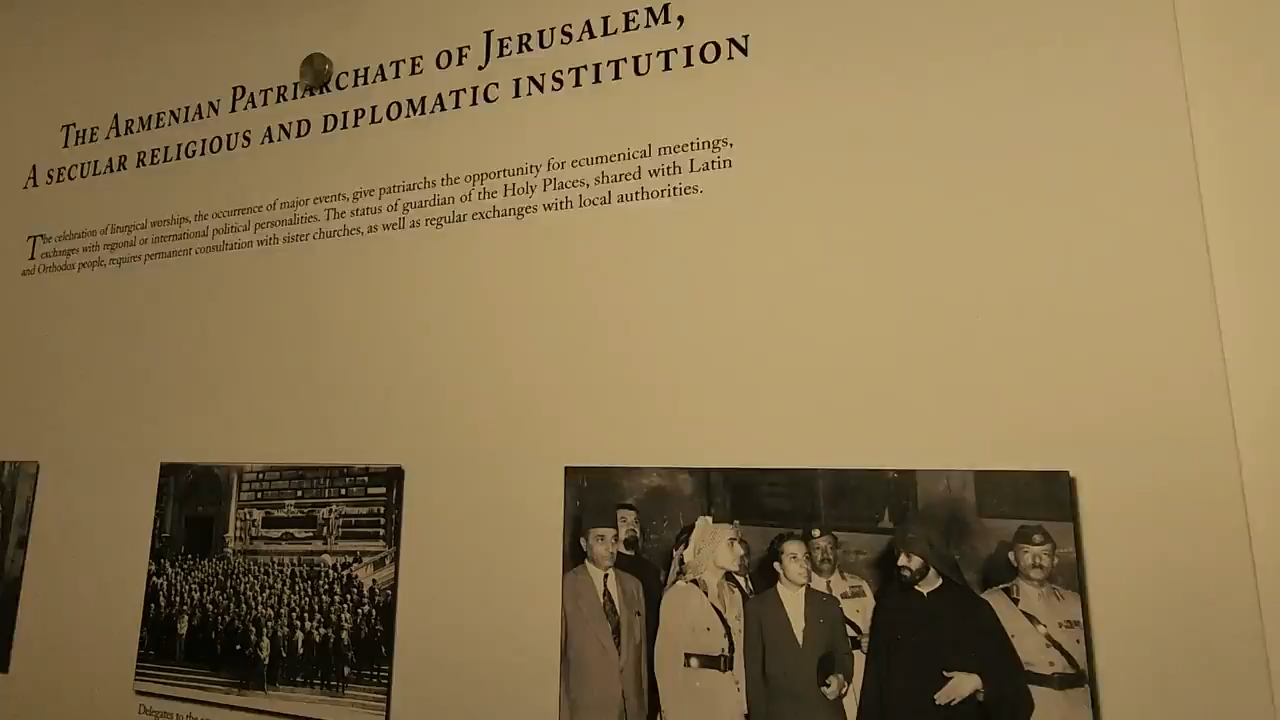 THE ARMENIAN PATRIARCHATE OF JERUSALEM,
A SECULAR RELIGIOUS AND DIPLOMATIC INSTITUTION
The celebration of liturgical worships, the occurrence of major events, give patriarchs the opportunity for ecumenical meetings,
exchanges with regional or international political personalities. The status of guardian of the Holy Places, shared with Latin
and Orthodox people, requires permanent consultation with sister churches, as well as regular exchanges with local authorities.
Delegates to the